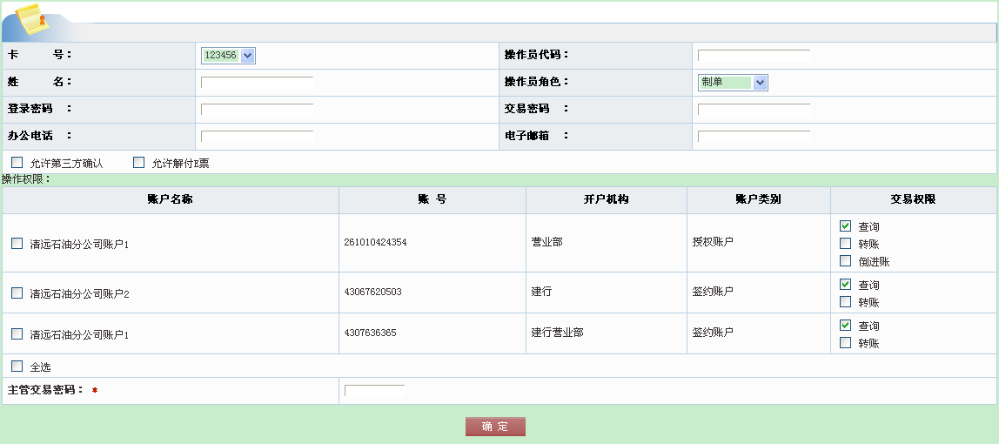 卡 号： 123456 操作员代码：
姓 名： 操作员角色： 制单
登录密码 ： 交易密码 ：
办公电话 ： 电子邮箱 ：
允许第三方确认 允许解付E票
操作权限：
账户名称 账 号 开户机构 账户类别 交易权限
清远石油分公司账户1 261010424354 营业部 授权账户 查询
转账
倒进账
清远石油分公司账户2 43067620503 建行 签约账户 查询
转账
清远石油分公司账户1 4307636365 建行营业部 签约账户 查询
转账
全选
主管交易密码： *
确 定